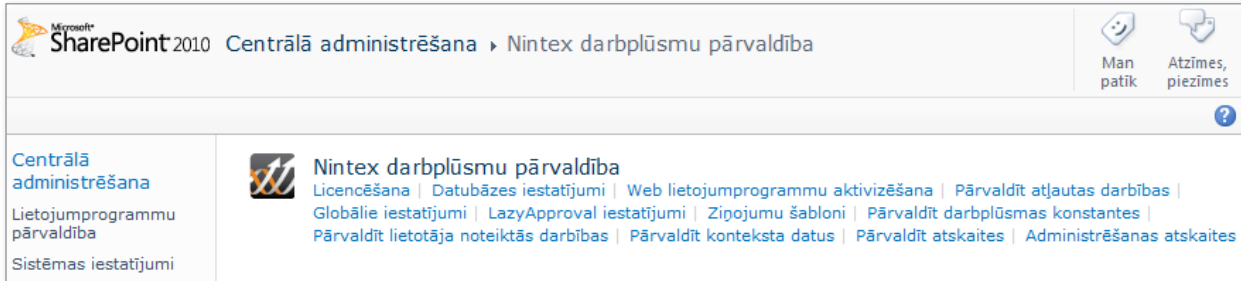 Microsoft®
SharePoint 2010 Centrālā administrēšana ▸ Nintex darbplūsmu pārvaldība
Man
patīk
Atzīmes,
piezīmes
Centrālā
administrēšana
Lietojumprogrammu
pārvaldība
Sistēmas iestatījumi
Nintex darbplūsmu pārvaldība
Licencēšana | Datubāzes iestatījumi | Web lietojumprogrammu aktivizēšana | Pārvaldīt atļautas darbības |
Globālie iestatījumi | LazyApproval iestatījumi | Ziņojumu šabloni | Pārvaldīt darbplūsmas konstantes |
Pārvaldīt lietotāja noteiktās darbības | Pārvaldīt konteksta datus | Pārvaldīt atskaites | Administrēšanas atskaites